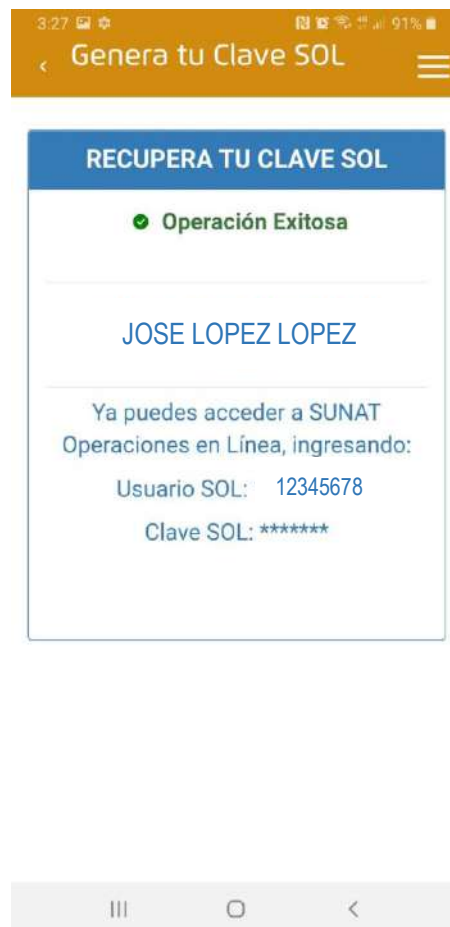 3:27 91%
Genera tu Clave SOL
RECUPERA TU CLAVE SOL
Operación Exitosa
JOSE LOPEZ LOPEZ
Ya puedes acceder a SUNAT
Operaciones en Línea, ingresando:
Usuario SOL: 12345678
Clave SOL: *******